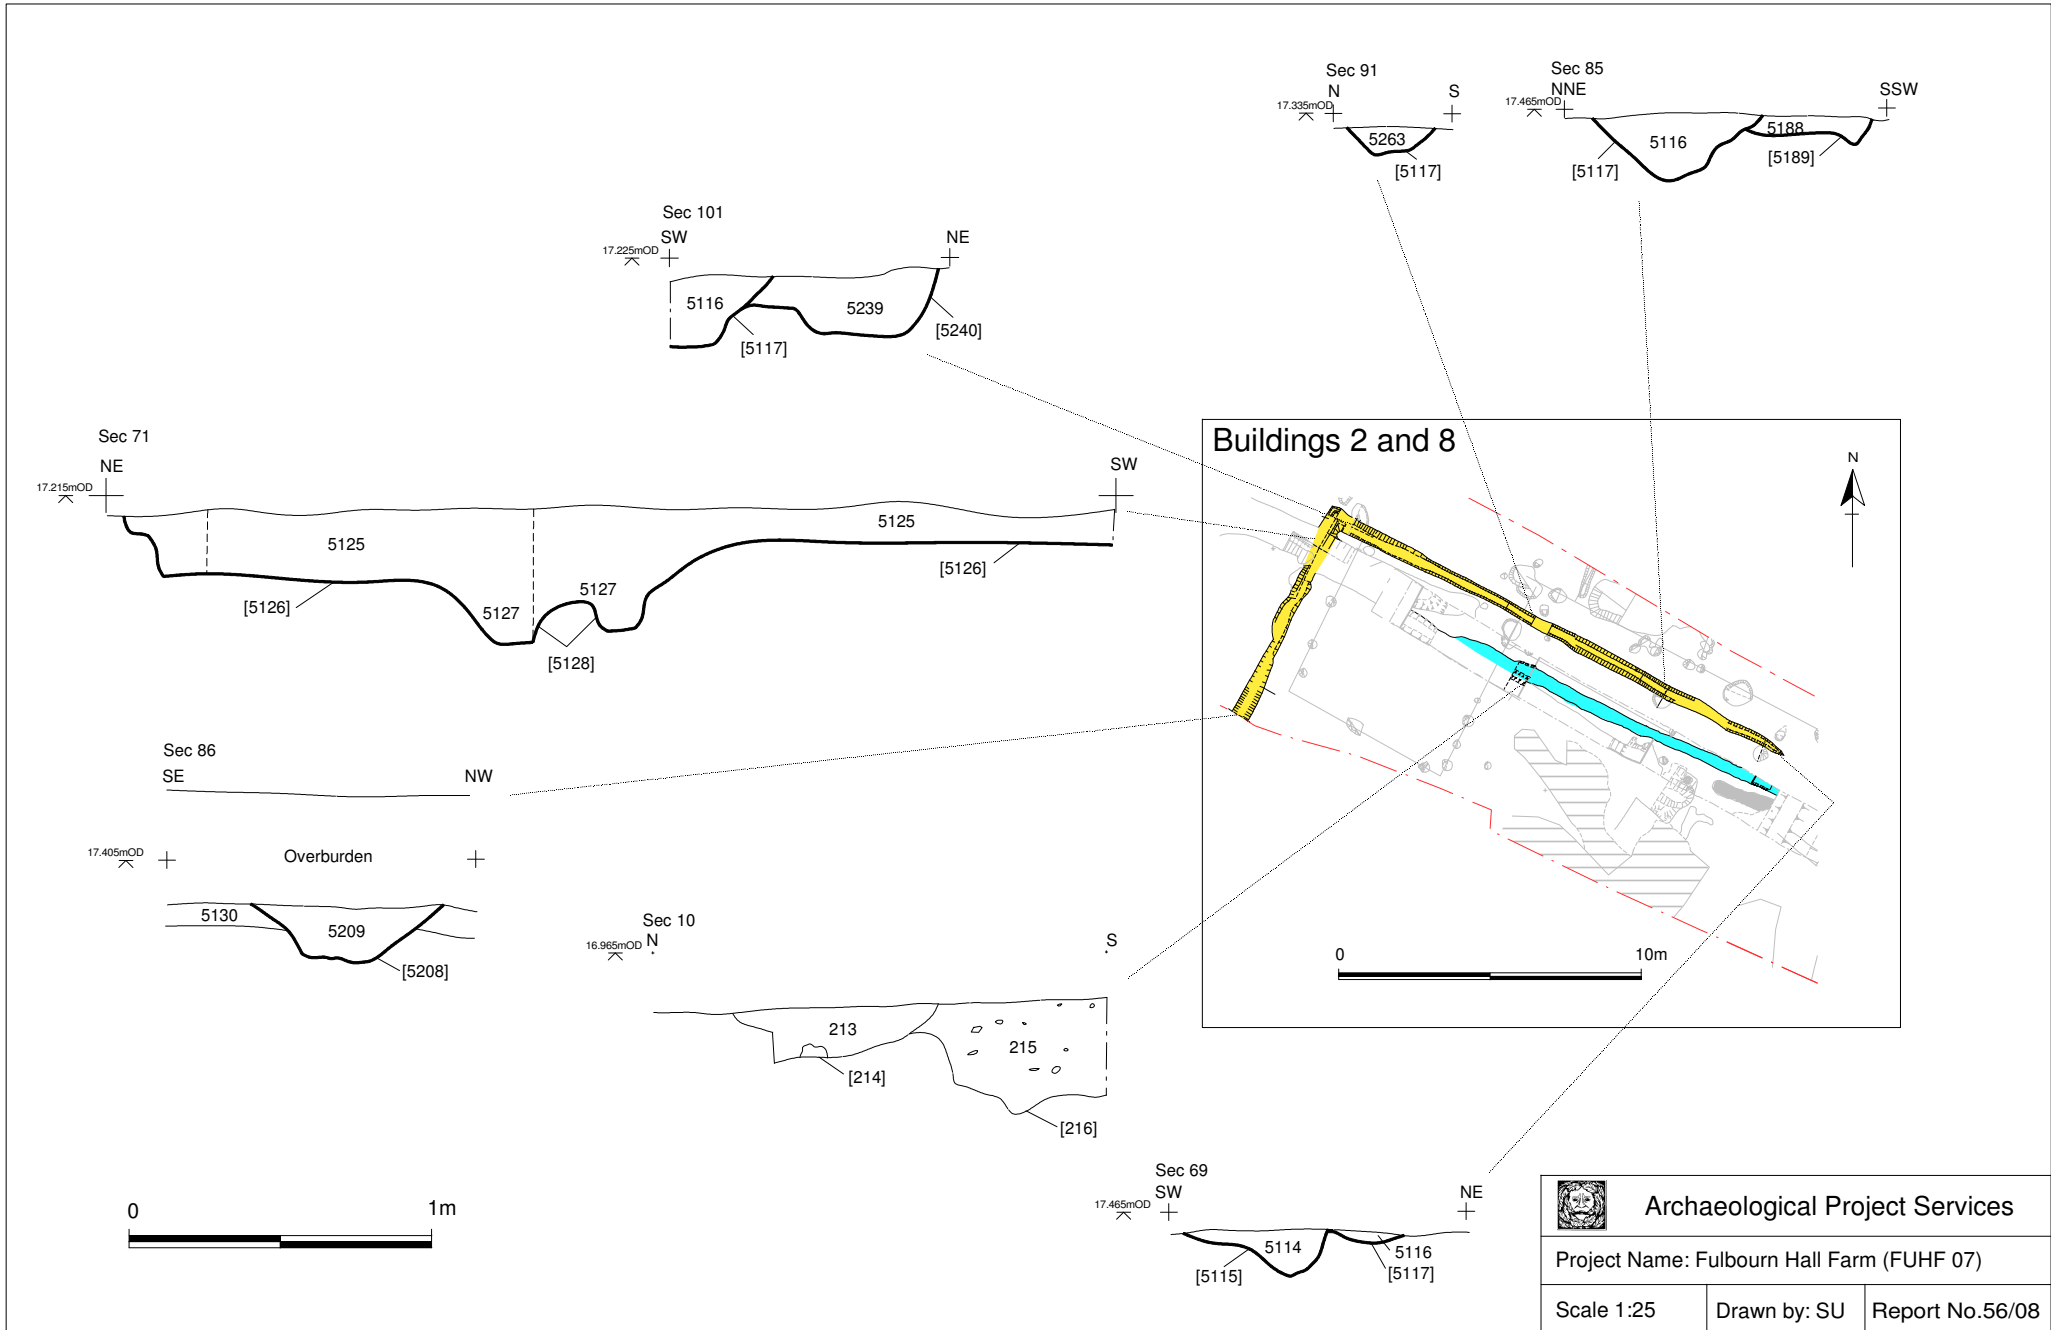 Sec 91
N
S
17.335mOD
5263
[5117]
Sec 85
NNE
SSW
17.465mOD
5188
5116
[5189]
[5117]
Sec 101
SW
NE
17.225mOD
5116
5239
[5240]
[5117]
Sec 71
NE
SW
17.215mOD
5125
5125
[5126]
[5126]
5127
5127
[5128]
Buildings 2 and 8
N
0
10m
Sec 86
SE
NW
17.405mOD
Overburden
5130
5209
[5208]
Sec 10
N
S
16.965mOD
213
215
[214]
[216]
Sec 69
SW
NE
17.465mOD
5114
5116
[5115]
[5117]
0
1m
Archaeological Project Services
Project Name: Fulbourn Hall Farm (FUHF 07)
Scale 1:25
Drawn by: SU
Report No.56/08